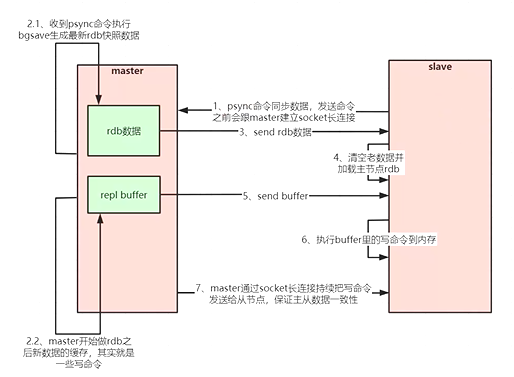 2.1、收到psync命令执行
bgsave生成最新rdb快照数据
master
slave
1、psync命令同步数据，发送命令
之前会跟master建立socket长连接
rdb数据
3、send rdb数据
4、清空老数据并
加载主节点rdb
repl buffer
5、send buffer
6、执行buffer里的写命令到内存
7、master通过socket长连接持续把写命令
发送给从节点，保证主从数据一致性
2.2、master开始做rdb之
后新数据的缓存，其实就是
一些写命令